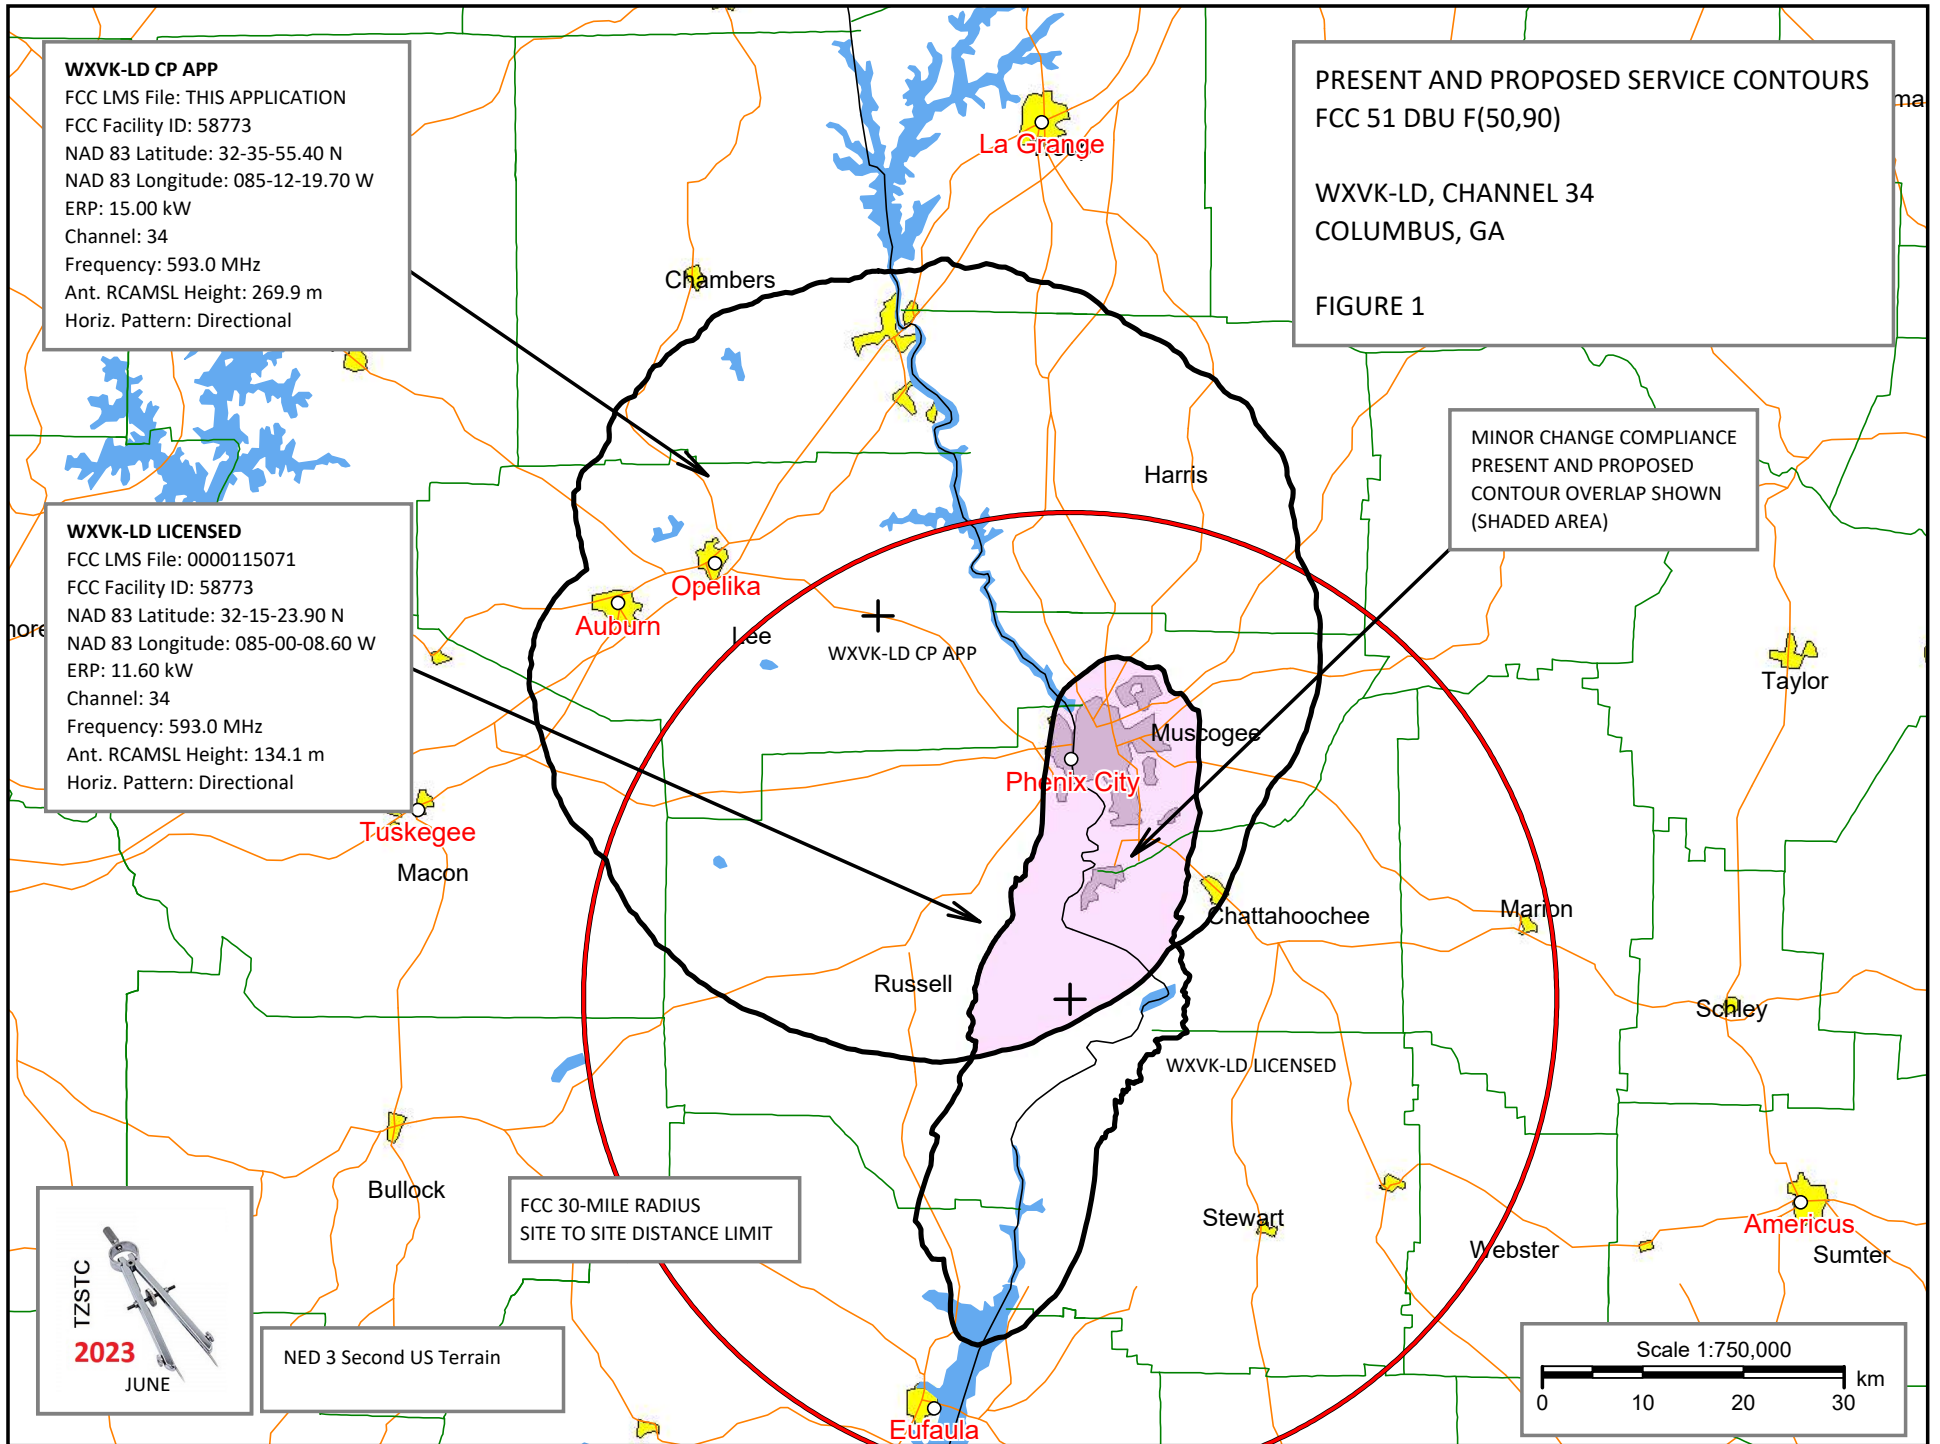 WXVK-LD CP APP
FCC LMS File: THIS APPLICATION
FCC Facility ID: 58773
NAD 83 Latitude: 32-35-55.40 N
NAD 83 Longitude: 085-12-19.70 W
ERP: 15.00 kW
Channel: 34
Frequency: 593.0 MHz
Ant. RCAMSL Height: 269.9 m
Horiz. Pattern: Directional
PRESENT AND PROPOSED SERVICE CONTOURS
FCC 51 DBU F(50,90)
WXVK-LD, CHANNEL 34
COLUMBUS, GA
FIGURE 1
La Grange
Chambers
MINOR CHANGE COMPLIANCE
PRESENT AND PROPOSED
CONTOUR OVERLAP SHOWN
(SHADED AREA)
Harris
WXVK-LD LICENSED
FCC LMS File: 0000115071
FCC Facility ID: 58773
NAD 83 Latitude: 32-15-23.90 N
NAD 83 Longitude: 085-00-08.60 W
ERP: 11.60 kW
Channel: 34
Frequency: 593.0 MHz
Ant. RCAMSL Height: 134.1 m
Horiz. Pattern: Directional
Opelika
Auburn
Lee
WXVK-LD CP APP
Taylor
Muscogee
Phenix City
Tuskegee
Macon
Chattahoochee
Marion
Russell
Schley
WXVK-LD LICENSED
Bullock
FCC 30-MILE RADIUS
SITE TO SITE DISTANCE LIMIT
Stewart
Webster
Americus
Sumter
TZSTC
2023
JUNE
NED 3 Second US Terrain
Scale 1:750,000
km
0 10 20 30
Eufaula